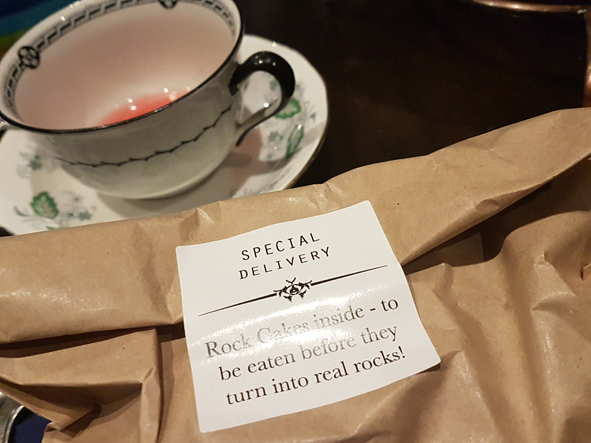 SPECIAL
DELIVERY
Rock Cakes inside - to
be eaten before they
turn into real rocks!